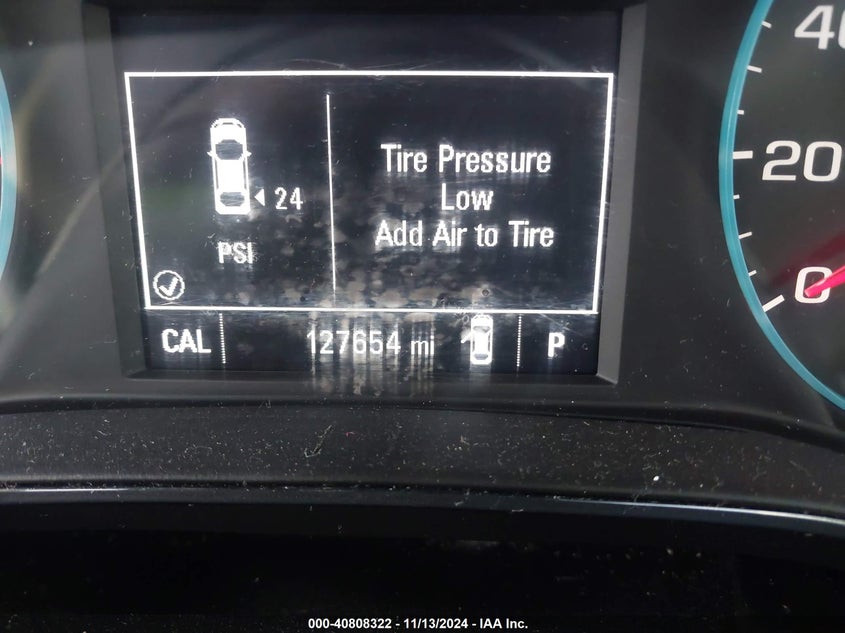 Tire Pressure
Low
Add Air to Tire
24
PSI
CAL
127654 mi
P
40
20
0
000-40808322 - 11/13/2024 - IAA Inc.